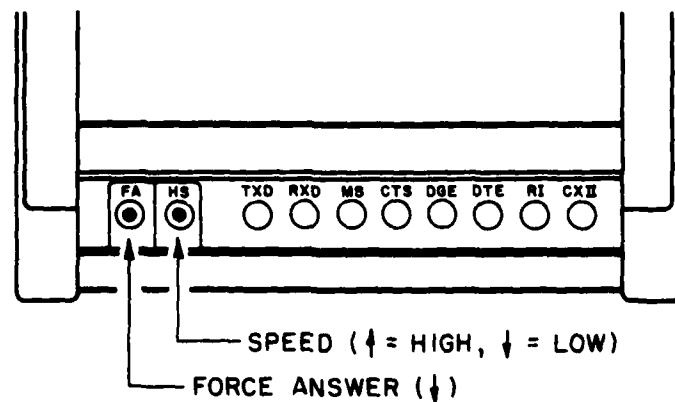 FA HS TXD RXD MS CTS DGE DTE RI CXII
SPEED (↑ = HIGH, ↓ = LOW)
FORCE ANSWER (↓)